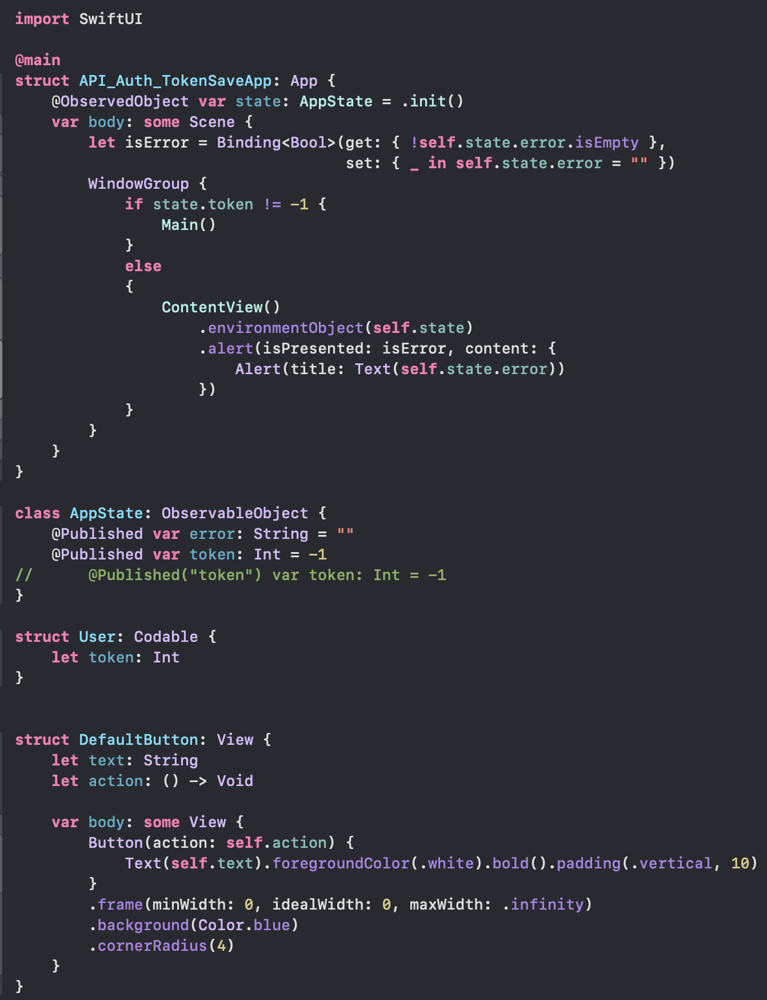 import SwiftUI

@main
struct API_Auth_TokenSaveApp: App {
    @ObservedObject var state: AppState = .init()
    var body: some Scene {
        let isError = Binding<Bool>(get: { !self.state.error.isEmpty },
                                    set: { _ in self.state.error = "" })
        WindowGroup {
            if state.token != -1 {
                Main()
            }
            else
            {
                ContentView()
                    .environmentObject(self.state)
                    .alert(isPresented: isError, content: {
                        Alert(title: Text(self.state.error))
                    })
            }
        }
    }
}

class AppState: ObservableObject {
    @Published var error: String = ""
    @Published var token: Int = -1
//      @Published("token") var token: Int = -1
}

struct User: Codable {
    let token: Int
}


struct DefaultButton: View {
    let text: String
    let action: () -> Void

    var body: some View {
        Button(action: self.action) {
            Text(self.text).foregroundColor(.white).bold().padding(.vertical, 10)
        }
        .frame(minWidth: 0, idealWidth: 0, maxWidth: .infinity)
        .background(Color.blue)
        .cornerRadius(4)
    }
}